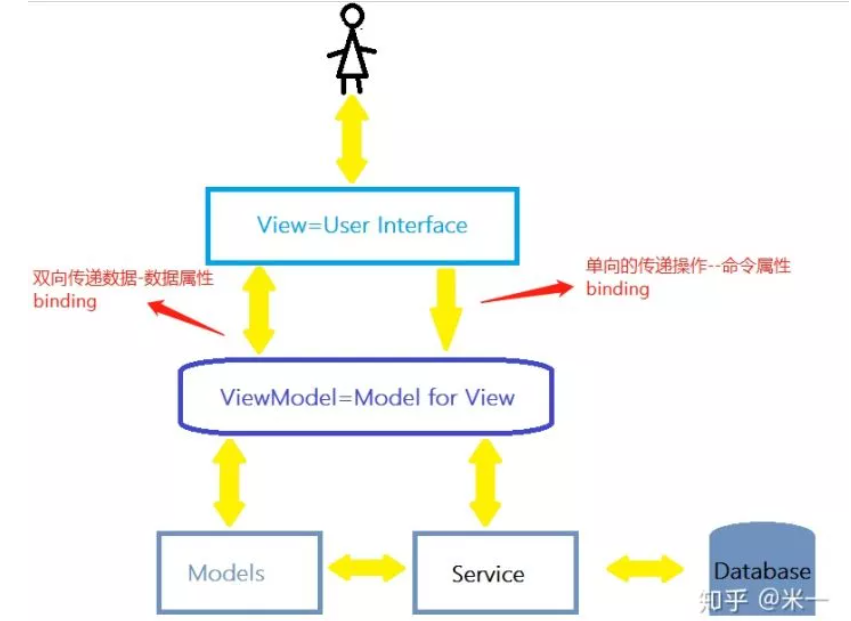 View=User Interface
双向传递数据-数据属性
binding
单向的传递操作--命令属性
binding
ViewModel=Model for View
Models
Service
Database
知乎 @米一